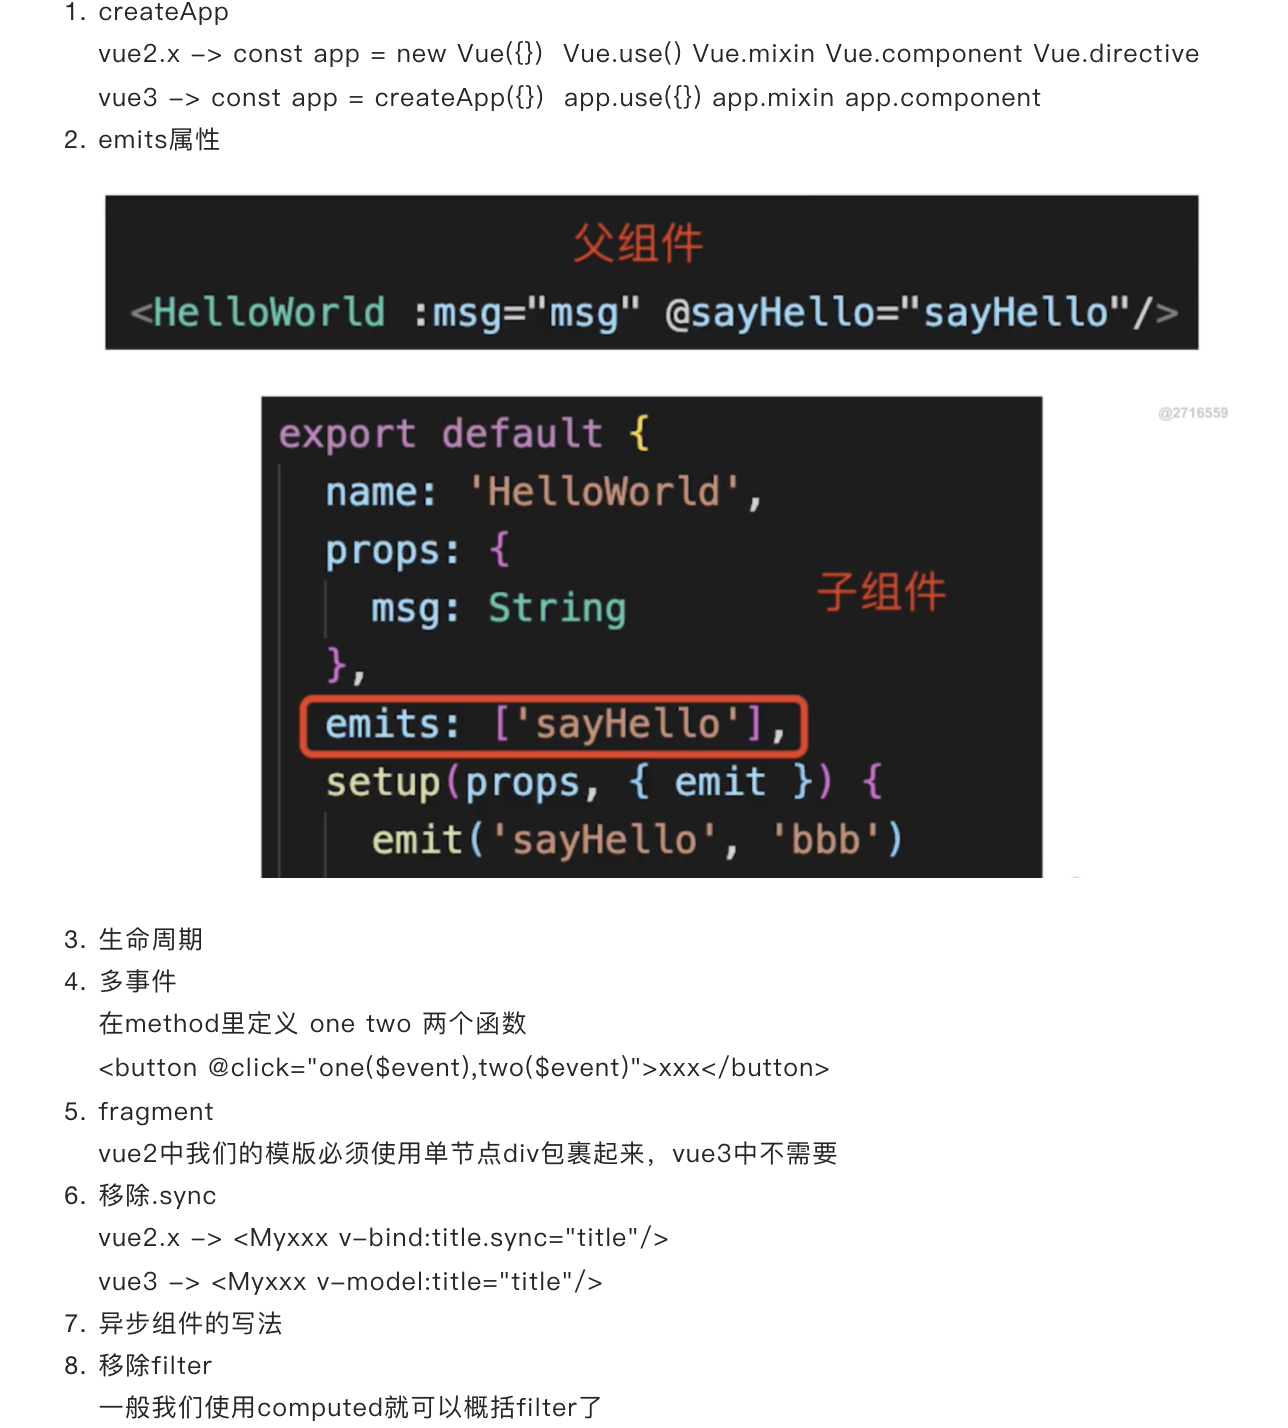 1. createApp
vue2.x -> const app = new Vue({})  Vue.use() Vue.mixin Vue.component Vue.directive
vue3 -> const app = createApp({})  app.use({}) app.mixin app.component
2. emits属性
父组件
<HelloWorld :msg="msg" @sayHello="sayHello"/>
@2716559
export default {
name: 'HelloWorld',
props: {
msg: String
子组件
},
emits: ['sayHello'],
setup(props, { emit }) {
emit('sayHello', 'bbb')
3. 生命周期
4. 多事件
在method里定义 one two 两个函数
<button @click="one($event),two($event)">xxx</button>
5. fragment
vue2中我们的模版必须使用单节点div包裹起来，vue3中不需要
6. 移除.sync
vue2.x -> <Myxxx v-bind:title.sync="title"/>
vue3 -> <Myxxx v-model:title="title"/>
7. 异步组件的写法
8. 移除filter
一般我们使用computed就可以概括filter了